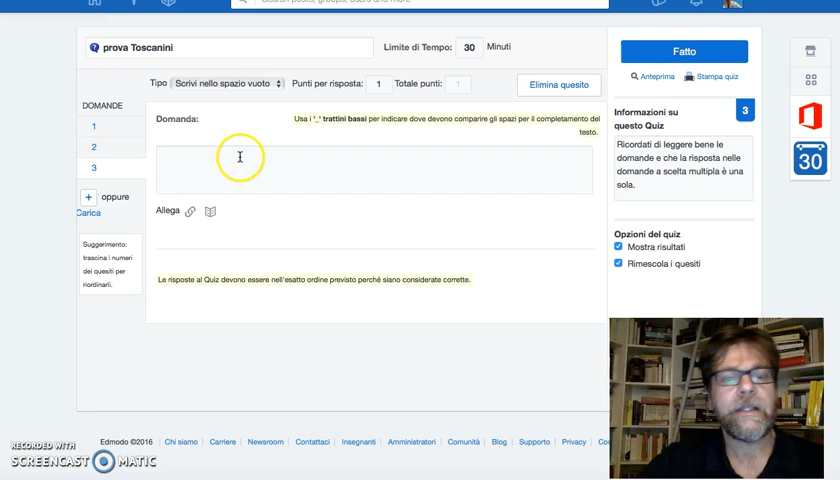 Search posts, groups, users and more
prova Toscanini
Limite di Tempo: 30 Minuti
Fatto
Tipo Scrivi nello spazio vuoto Punti per risposta: 1 Totale punti: 1
Elimina quesito
Anteprima Stampa quiz
DOMANDE
1
2
3
oppure
Carica
Suggerimento:
trascina i numeri
dei quesiti per
riordinarli.
Domanda:
Usa i '_' trattini bassi per indicare dove devono comparire gli spazi per il completamento del
testo.
Allega
Le risposte al Quiz devono essere nell'esatto ordine previsto perché siano considerate corrette.
Informazioni su
questo Quiz
3
Ricordati di leggere bene le
domande e che la risposta nelle
domande a scelta multipla è una
sola.
Opzioni del quiz
Mostra risultati
Rimescola i quesiti
30
Edmodo ©2016 Chi siamo Carriere Newsroom Contattaci Insegnanti Amministratori Comunità Blog Supporto Privacy
RECORDED WITH
SCREENCAST MATIC